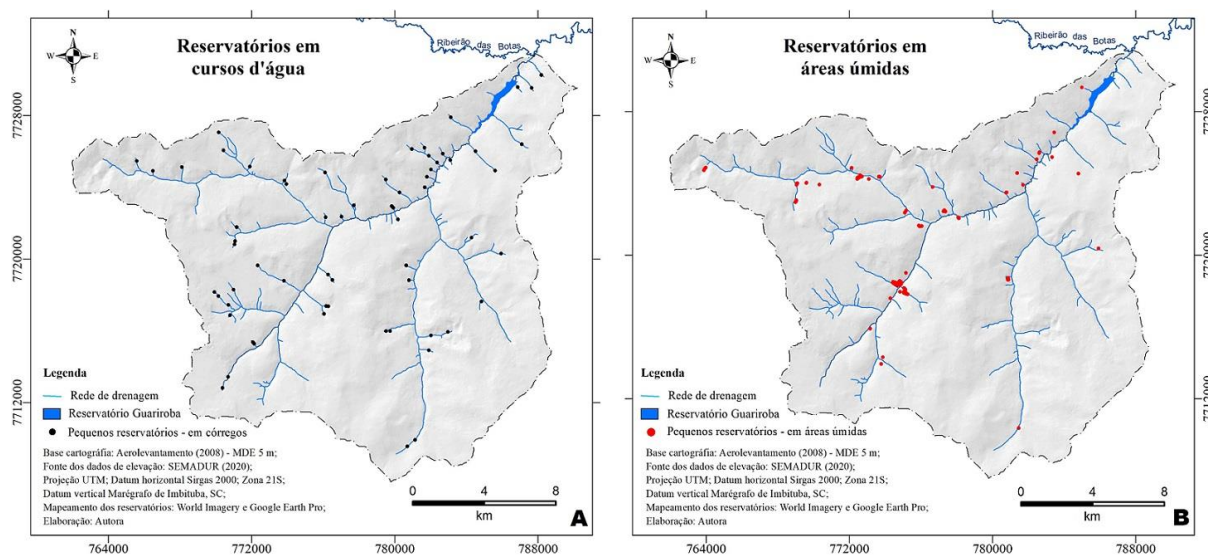 Reservatórios em
cursos d'água
N
W
E
S
Ribeirão das Botas
7728000
7720000
7712000
Legenda
Rede de drenagem
Reservatório Guariroba
Pequenos reservatórios - em córregos
Base cartográfia: Aerolevantamento (2008) - MDE 5 m;
Fonte dos dados de elevação: SEMADUR (2020);
Projeção UTM; Datum horizontal Sirgas 2000; Zona 21S;
Datum vertical Marégrafo de Imbituba, SC;
Mapeamento dos reservatórios: World Imagery e Google Earth Pro;
Elaboração: Autora
0 4 8
km
A
764000 772000 780000 788000
Reservatórios em
áreas úmidas
N
W
E
S
Ribeirão das Botas
7728000
7720000
7712000
Legenda
Rede de drenagem
Reservatório Guariroba
Pequenos reservatórios - em áreas úmidas
Base cartográfia: Aerolevantamento (2008) - MDE 5 m;
Fonte dos dados de elevação: SEMADUR (2020);
Projeção UTM; Datum horizontal Sirgas 2000; Zona 21S;
Datum vertical Marégrafo de Imbituba, SC;
Mapeamento dos reservatórios: World Imagery e Google Earth Pro;
Elaboração: Autora
0 4 8
km
B
764000 772000 780000 788000